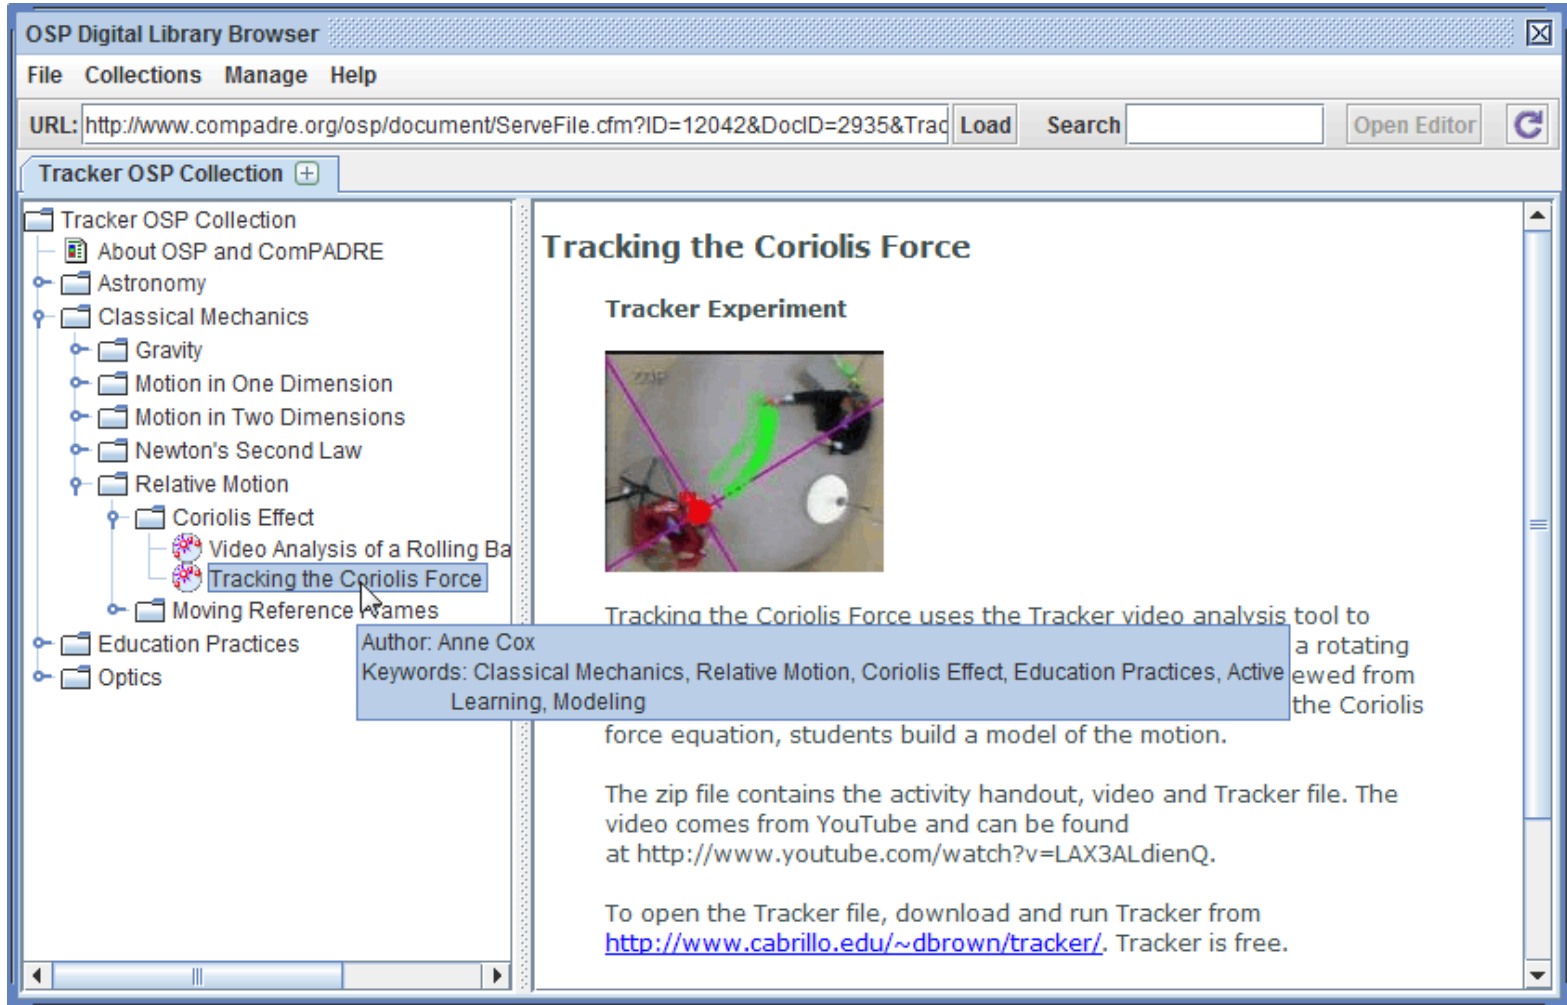 OSP Digital Library Browser
File Collections Manage Help
URL: http://www.compadre.org/osp/document/ServeFile.cfm?ID=12042&DocID=2935&Trac Load Search Open Editor
Tracker OSP Collection
Tracker OSP Collection
About OSP and ComPADRE
Astronomy
Classical Mechanics
Gravity
Motion in One Dimension
Motion in Two Dimensions
Newton's Second Law
Relative Motion
Coriolis Effect
Video Analysis of a Rolling Ba
Tracking the Coriolis Force
Moving Reference Frames
Education Practices
Optics
Author: Anne Cox
Keywords: Classical Mechanics, Relative Motion, Coriolis Effect, Education Practices, Active
Learning, Modeling
Tracking the Coriolis Force
Tracker Experiment
Tracking the Coriolis Force uses the Tracker video analysis tool to
a rotating
ewed from
the Coriolis
force equation, students build a model of the motion.
The zip file contains the activity handout, video and Tracker file. The
video comes from YouTube and can be found
at http://www.youtube.com/watch?v=LAX3ALdienQ.
To open the Tracker file, download and run Tracker from
http://www.cabrillo.edu/~dbrown/tracker/. Tracker is free.